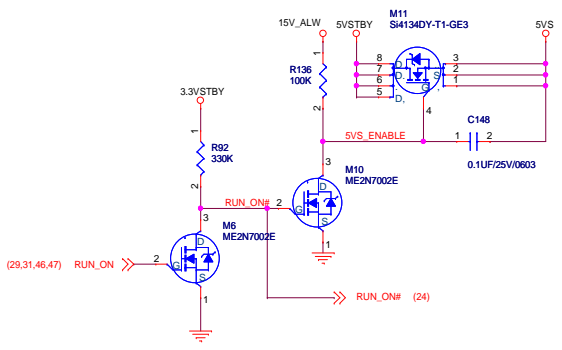 M11
Si4134DY-T1-GE3
15V_ALW
5VSTBY
5VS
1
R136
100K
2
8
7
6
5
D
D
D
D
S
G
3
2
1
4
3.3VSTBY
5VS_ENABLE
C148
1
2
0.1UF/25V/0603
1
R92
330K
2
3
M10
ME2N7002E
RUN_ON#
2
G
D
S
1
3
M6
ME2N7002E
(29,31,46,47)
RUN_ON
2
G
D
S
1
RUN_ON#
(24)